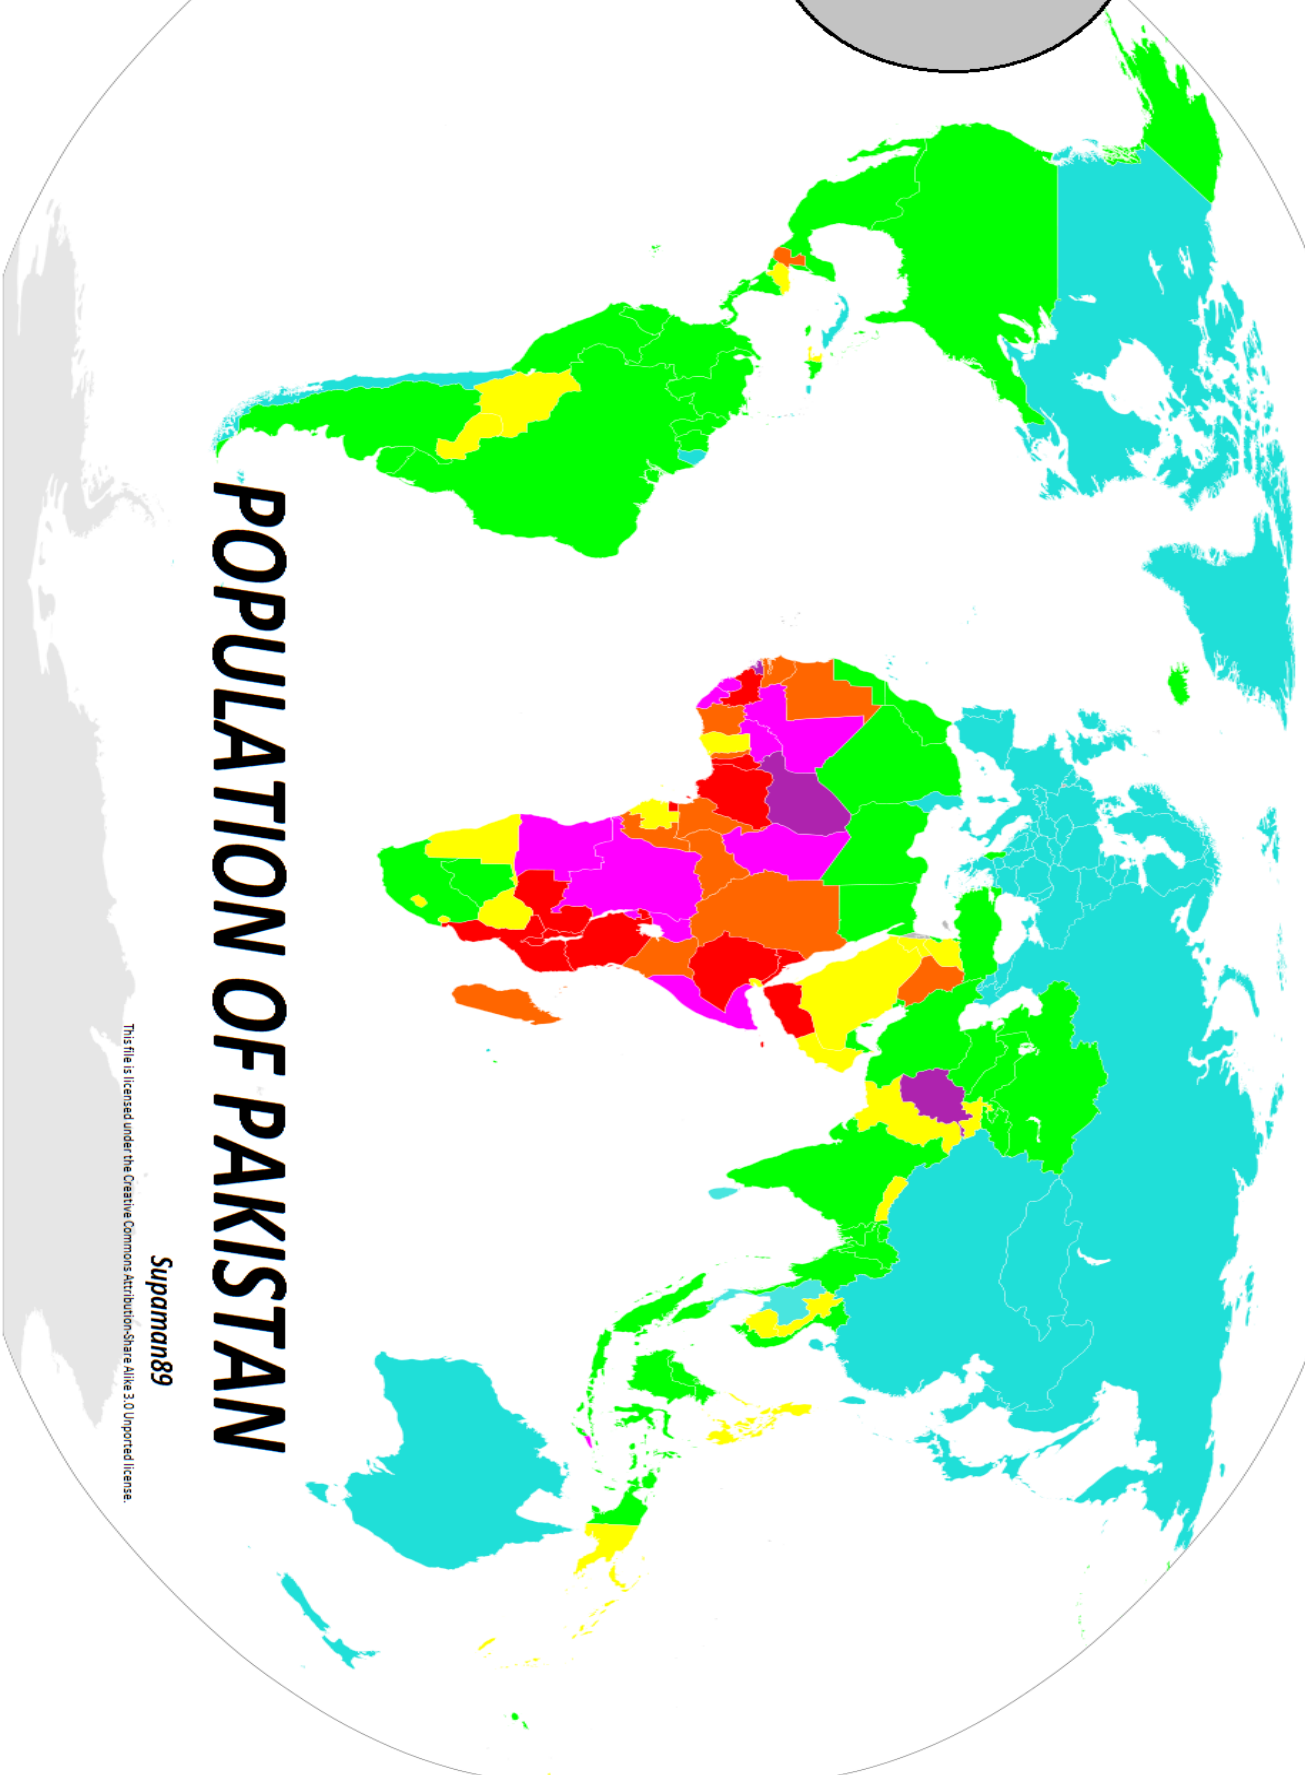 POPULATION OF PAKISTAN
Supaman89
This file is licensed under the Creative Commons Attribution-Share Alike 3.0 Unported license.